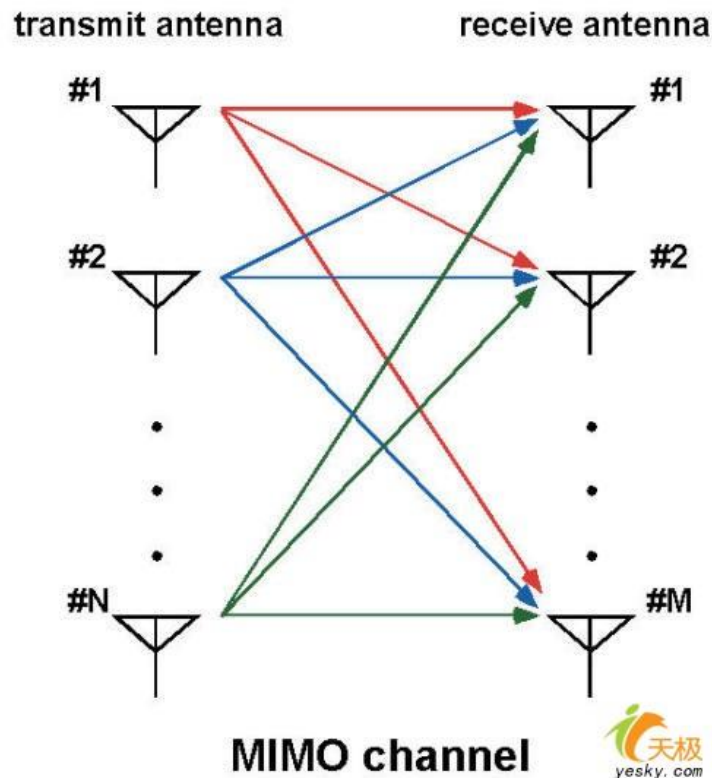 transmit antenna receive antenna
#1 #1
#2 #2
#N #M
MIMO channel
天极
yesky.com